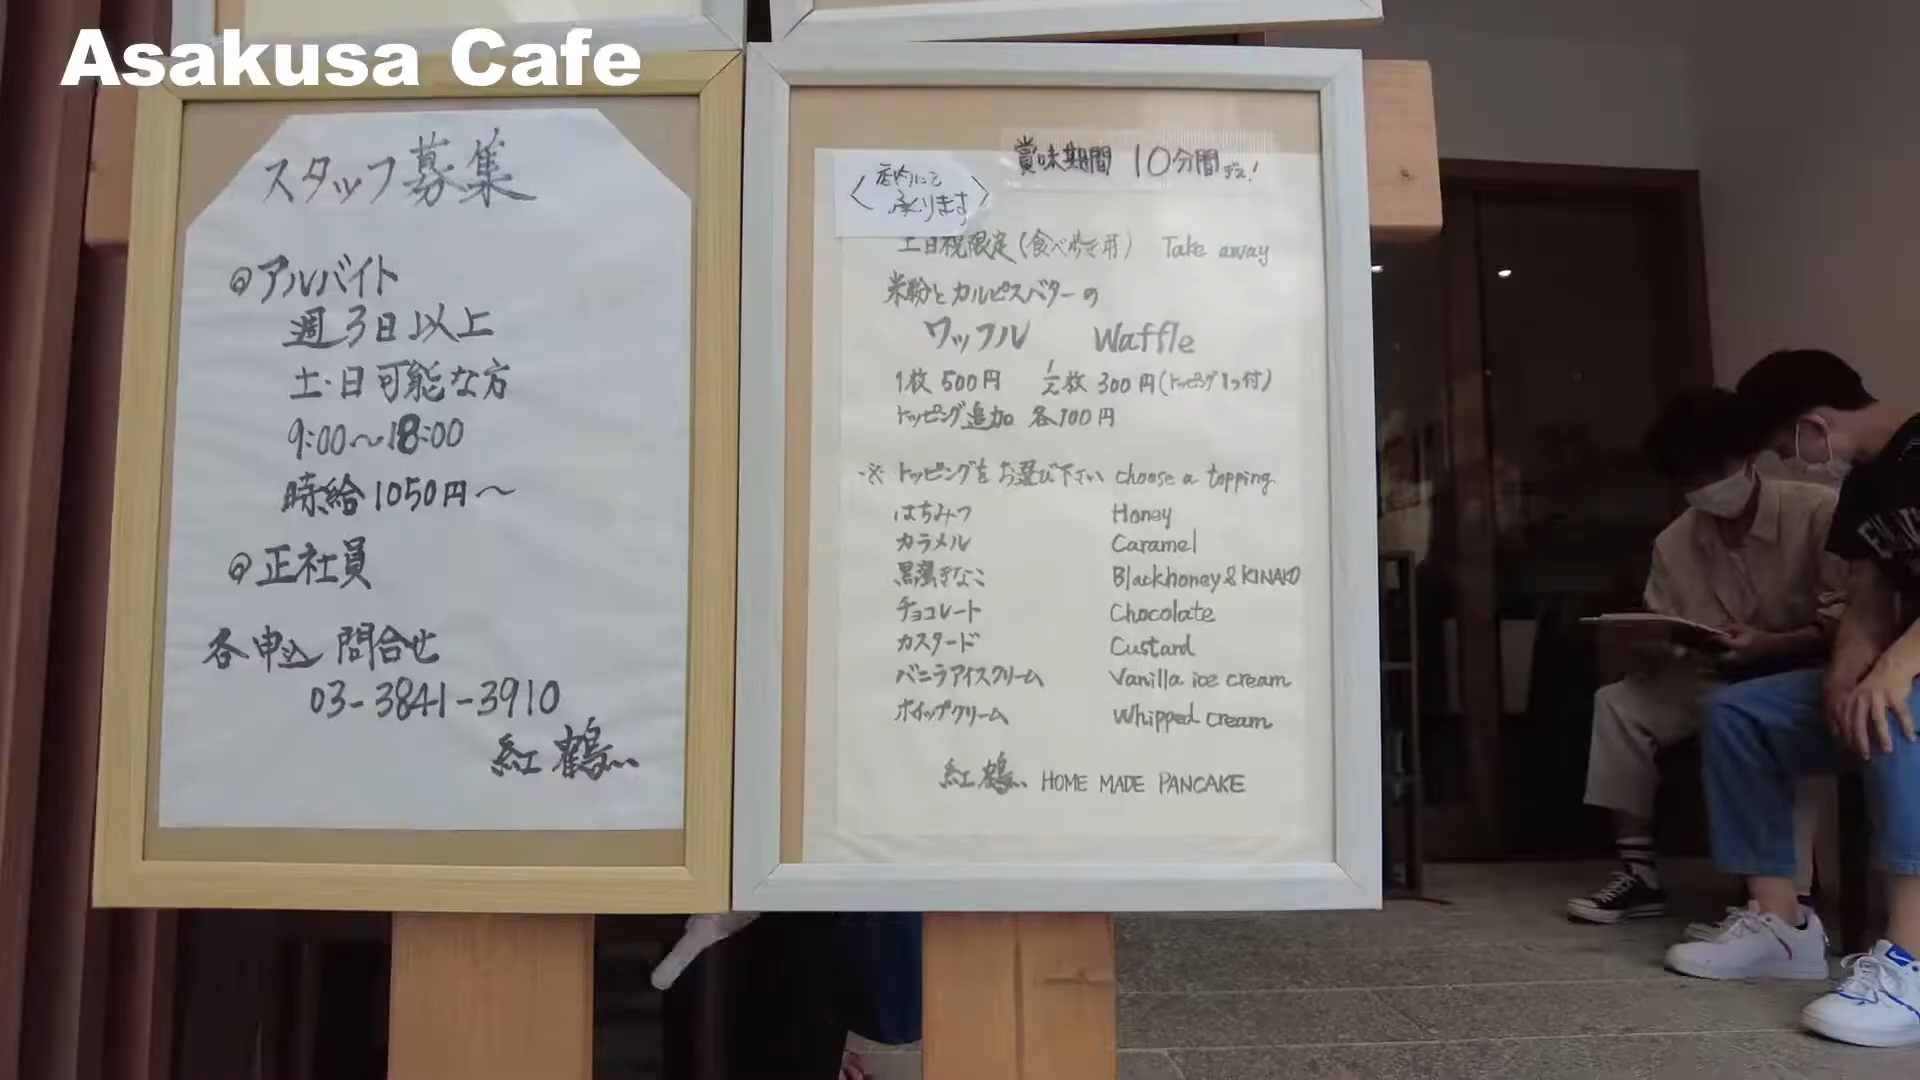 Asakusa Cafe
スタッフ募集
◎アルバイト
週3日以上
土・日可能な方
9:00〜18:00
時給1050円〜
◎正社員
各申込 問合せ
03-3841-3910
紅鶴
賞味期間 10分間デス!
〈店内にて
承ります〉
土日祝限定(食べ歩き用) Take away
米粉とカルピスバターの
ワッフル Waffle
1枚 500円 1/2枚 300円(トッピング1つ付)
トッピング追加 各100円
※ トッピングをお選び下さい choose a topping
はちみつ Honey
カラメル Caramel
黒蜜きなこ Blackhoney & KINAKO
チョコレート Chocolate
カスタード Custard
バニラアイスクリーム Vanilla ice cream
ホイップクリーム Whipped cream
紅鶴 HOME MADE PANCAKE